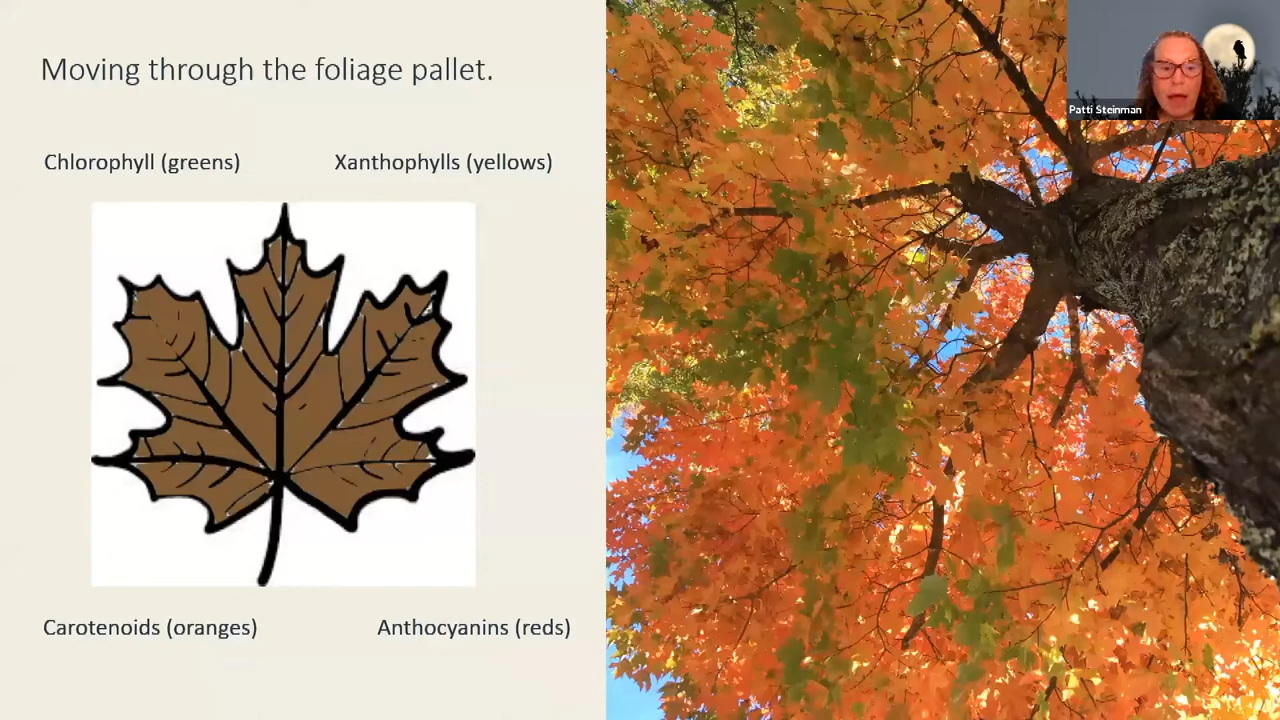 Moving through the foliage pallet.
Chlorophyll (greens)
Xanthophylls (yellows)
Carotenoids (oranges)
Anthocyanins (reds)
Patti Steinman